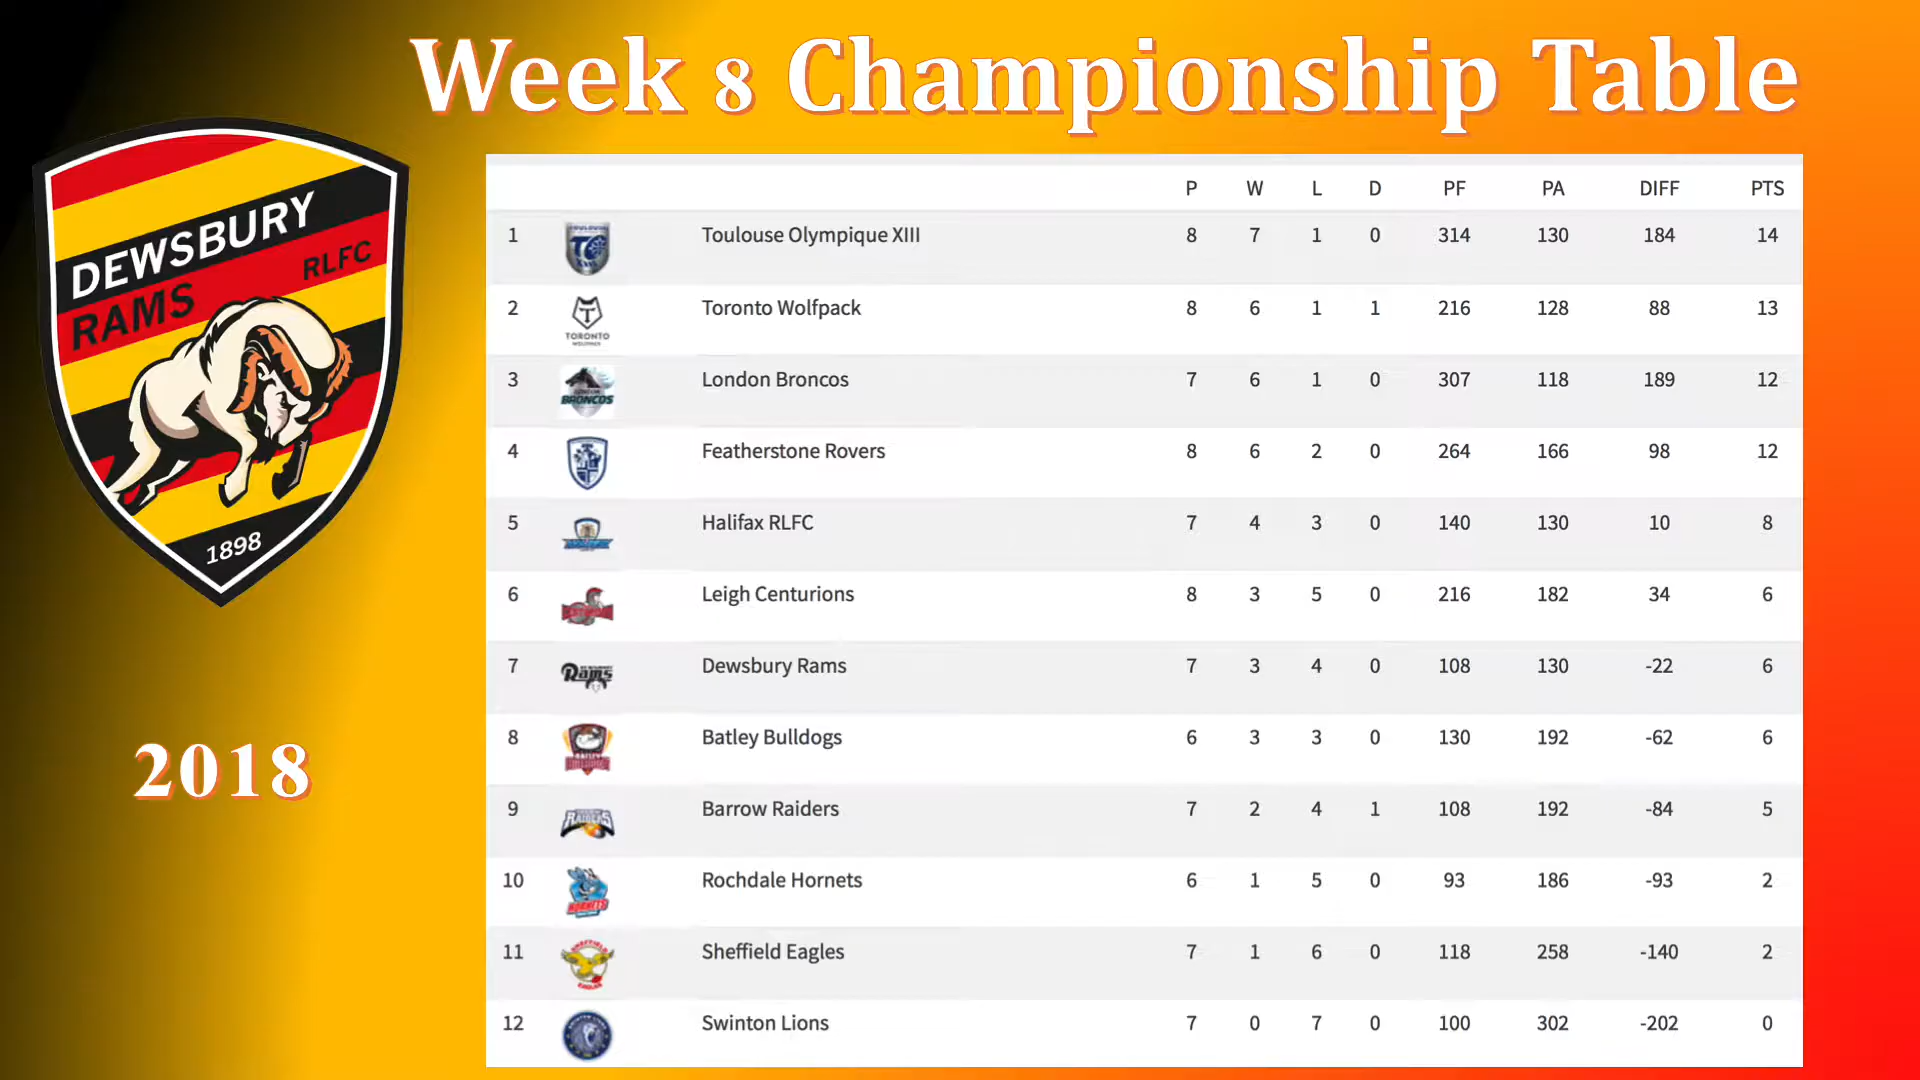 Week 8 Championship Table
DEWSBURY
RAMS
RLFC
1898
2018
P W L D PF PA DIFF PTS
1 Toulouse Olympique XIII 8 7 1 0 314 130 184 14
2 TORONTO Toronto Wolfpack 8 6 1 1 216 128 88 13
3 BRONCOS London Broncos 7 6 1 0 307 118 189 12
4 Featherstone Rovers 8 6 2 0 264 166 98 12
5 Halifax RLFC 7 4 3 0 140 130 10 8
6 Leigh Centurions 8 3 5 0 216 182 34 6
7 Rams Dewsbury Rams 7 3 4 0 108 130 -22 6
8 Batley Bulldogs 6 3 3 0 130 192 -62 6
9 RAIDERS Barrow Raiders 7 2 4 1 108 192 -84 5
10 HORNETS Rochdale Hornets 6 1 5 0 93 186 -93 2
11 Sheffield Eagles 7 1 6 0 118 258 -140 2
12 Swinton Lions 7 0 7 0 100 302 -202 0